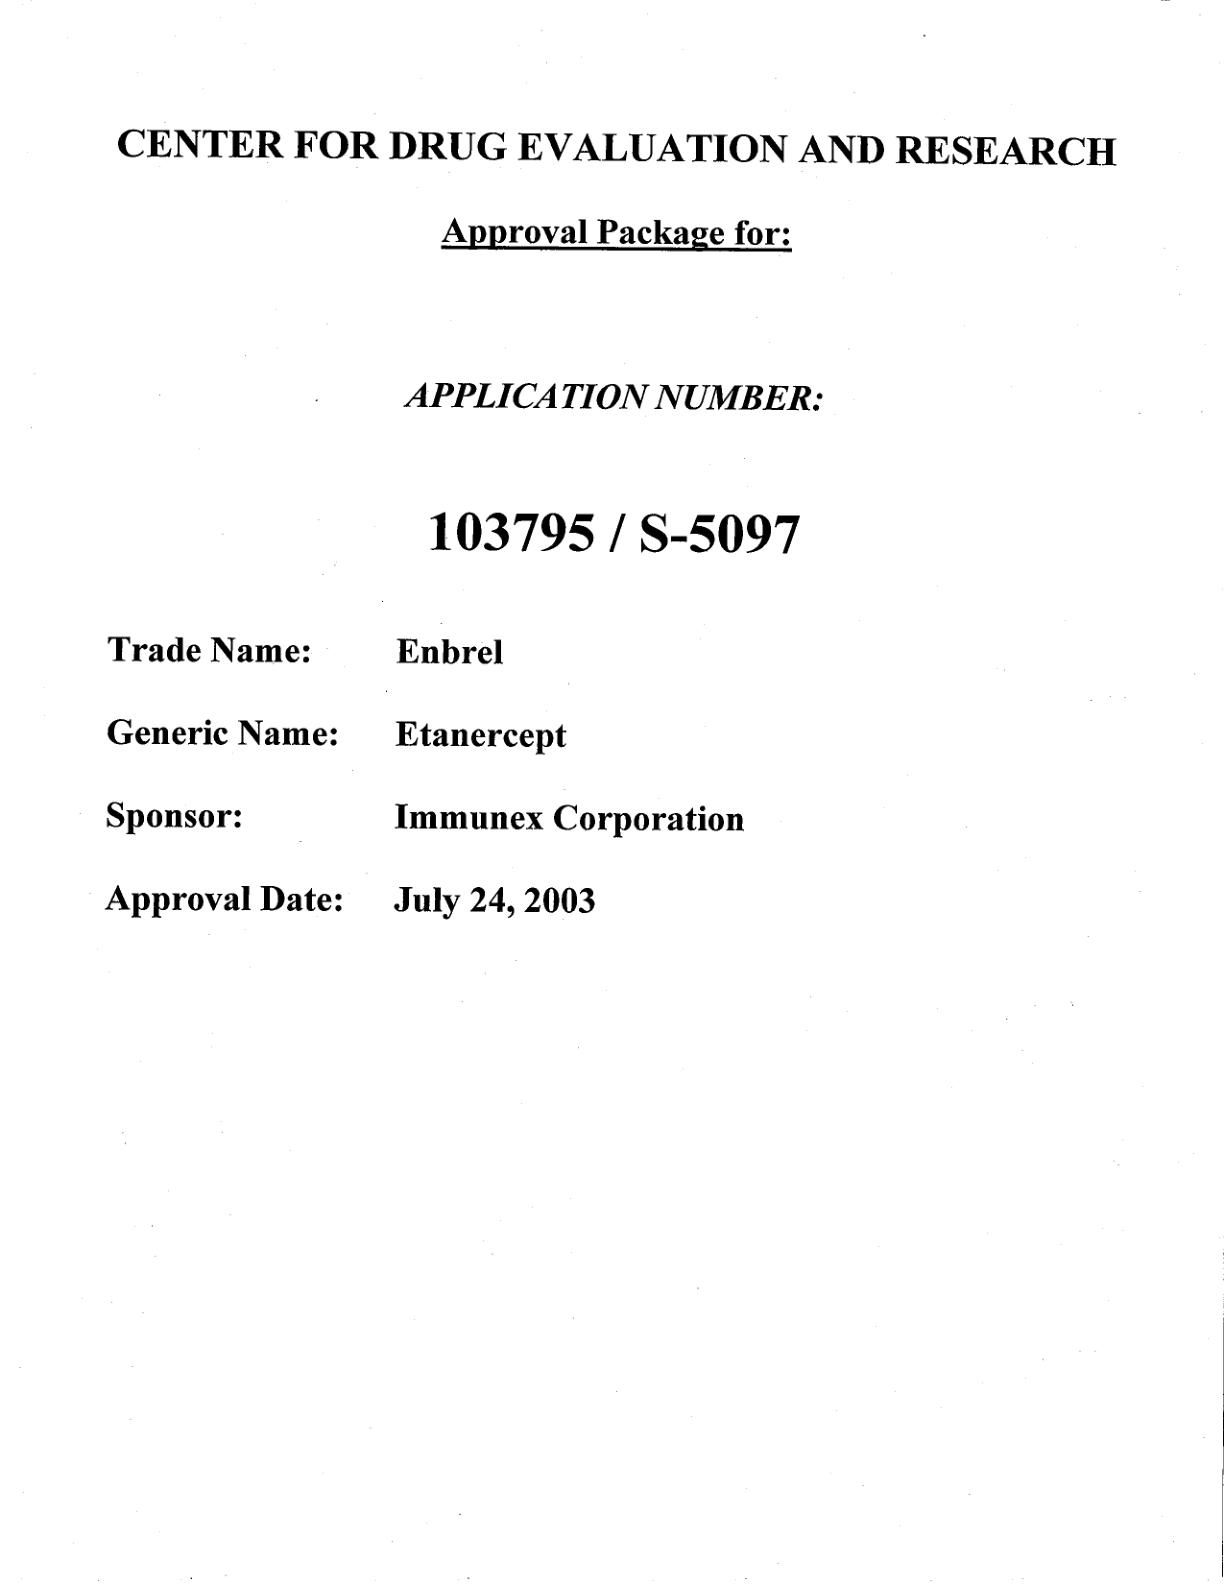 CENTER FOR DRUG EVALUATION AND RESEARCH
Approval Package for:
APPLICATION NUMBER:
103795 / S-5097
Trade Name: Enbrel
Generic Name: Etanercept
Sponsor: Immunex Corporation
Approval Date: July 24, 2003